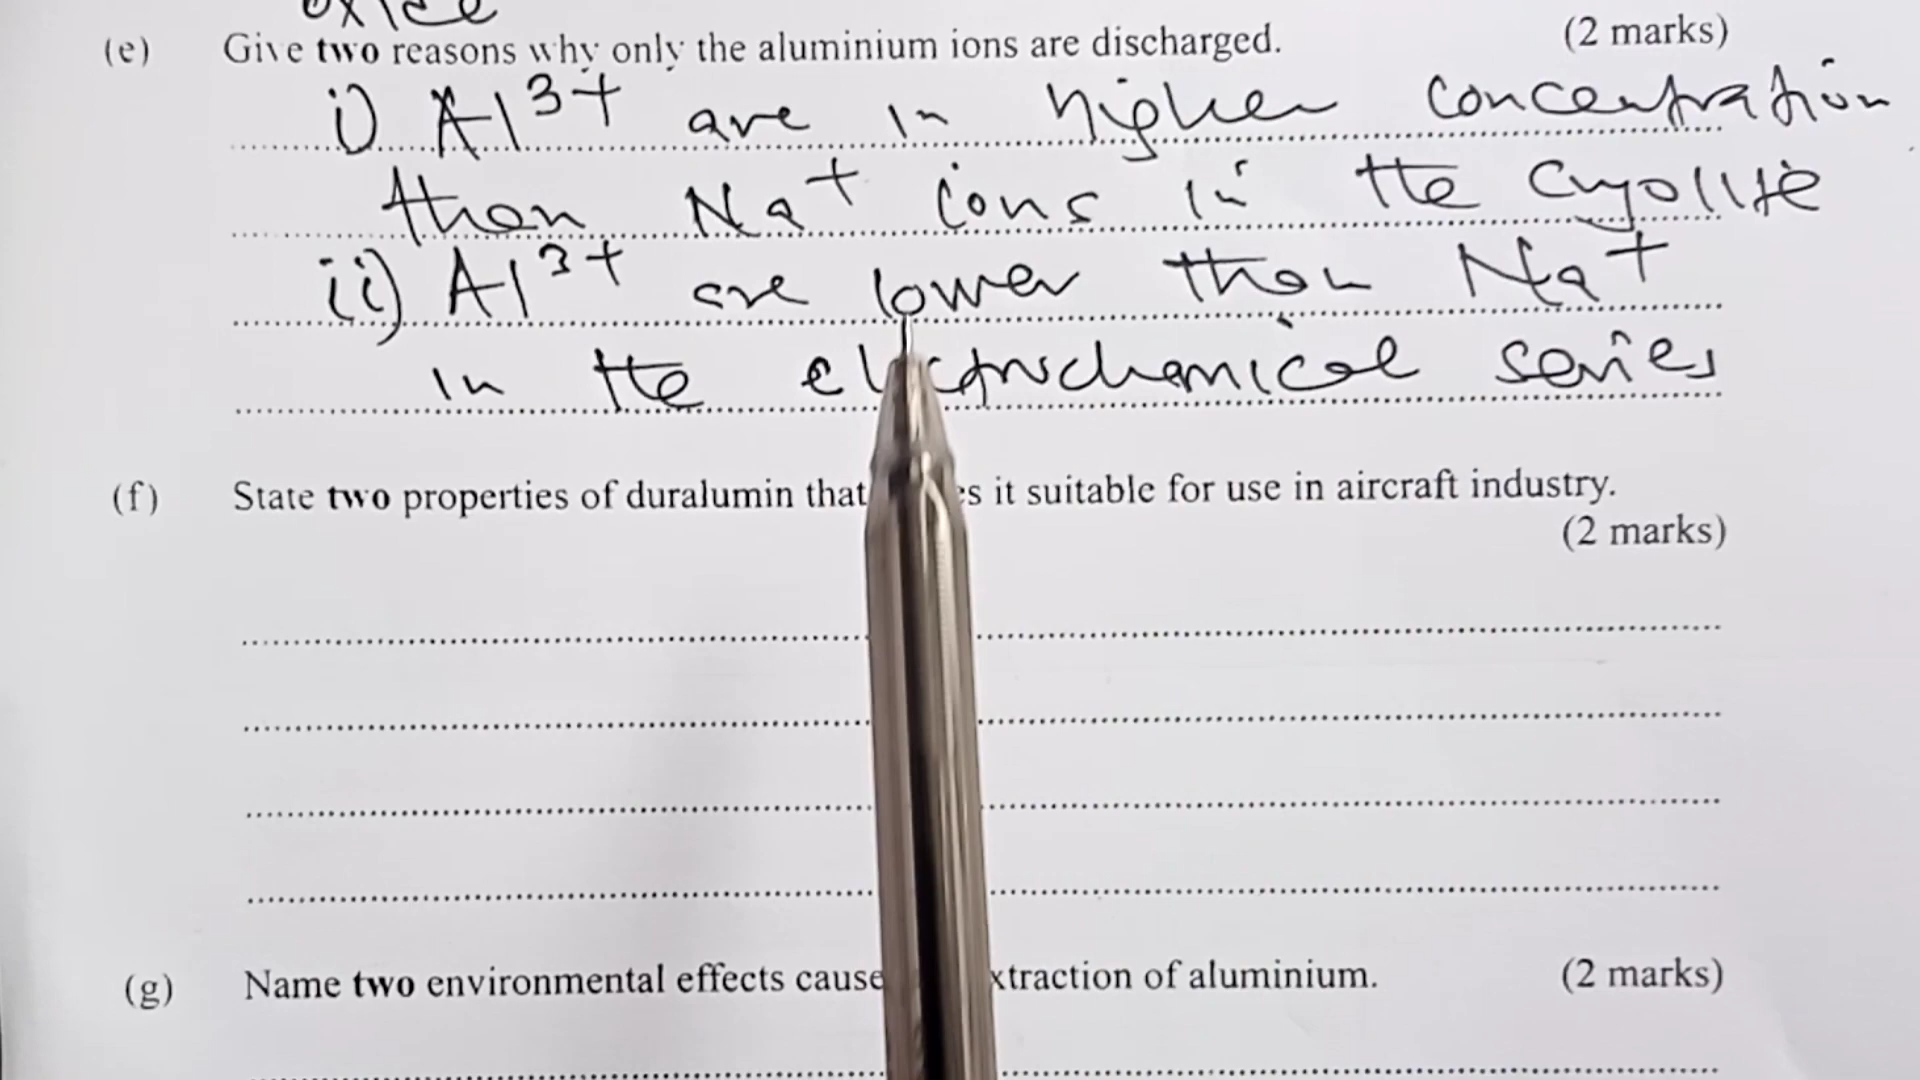 oxide
(e) Give two reasons why only the aluminium ions are discharged. (2 marks)
i) Al3+ are in higher concentration
than Na+ ions in the cryolite
ii) Al3+ are lower than Na+
in the electrochemical series
(f) State two properties of duralumin that s it suitable for use in aircraft industry.
(2 marks)
(g) Name two environmental effects cause xtraction of aluminium. (2 marks)